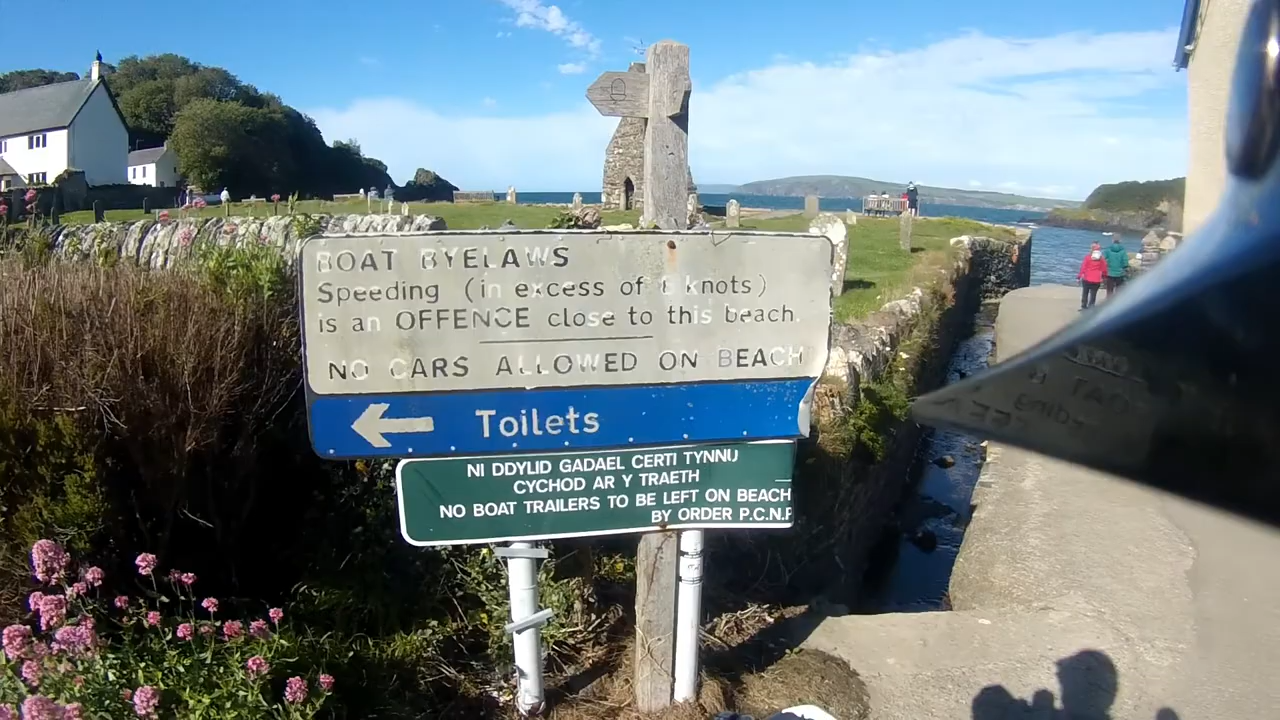 BOAT BYELAWS
Speeding (in excess of 8 knots)
is an OFFENCE close to this beach.
NO CARS ALLOWED ON BEACH
Toilets
NI DDYLID GADAEL CERTI TYNNU
CYCHOD AR Y TRAETH
NO BOAT TRAILERS TO BE LEFT ON BEACH
BY ORDER P.C.N.P